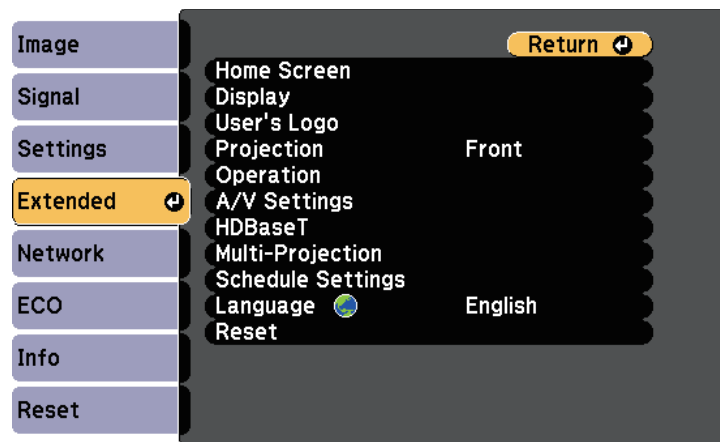 Image
Signal
Settings
Extended
Network
ECO
Info
Reset
Return
Home Screen
Display
User's Logo
Projection Front
Operation
A/V Settings
HDBaseT
Multi-Projection
Schedule Settings
Language English
Reset